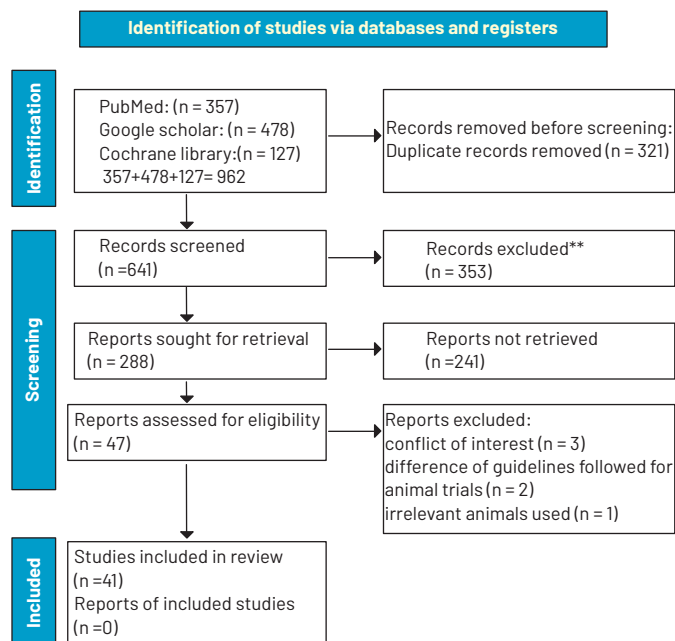 Identification of studies via databases and registers
Identification
PubMed: (n = 357)
Google scholar: (n = 478)
Cochrane library:(n = 127)
357+478+127= 962
Records removed before screening:
Duplicate records removed (n = 321)
Screening
Records screened
(n =641)
Records excluded**
(n = 353)
Reports sought for retrieval
(n = 288)
Reports not retrieved
(n =241)
Reports assessed for eligibility
(n = 47)
Reports excluded:
conflict of interest (n = 3)
difference of guidelines followed for
animal trials (n = 2)
irrelevant animals used (n = 1)
Included
Studies included in review
(n =41)
Reports of included studies
(n =0)